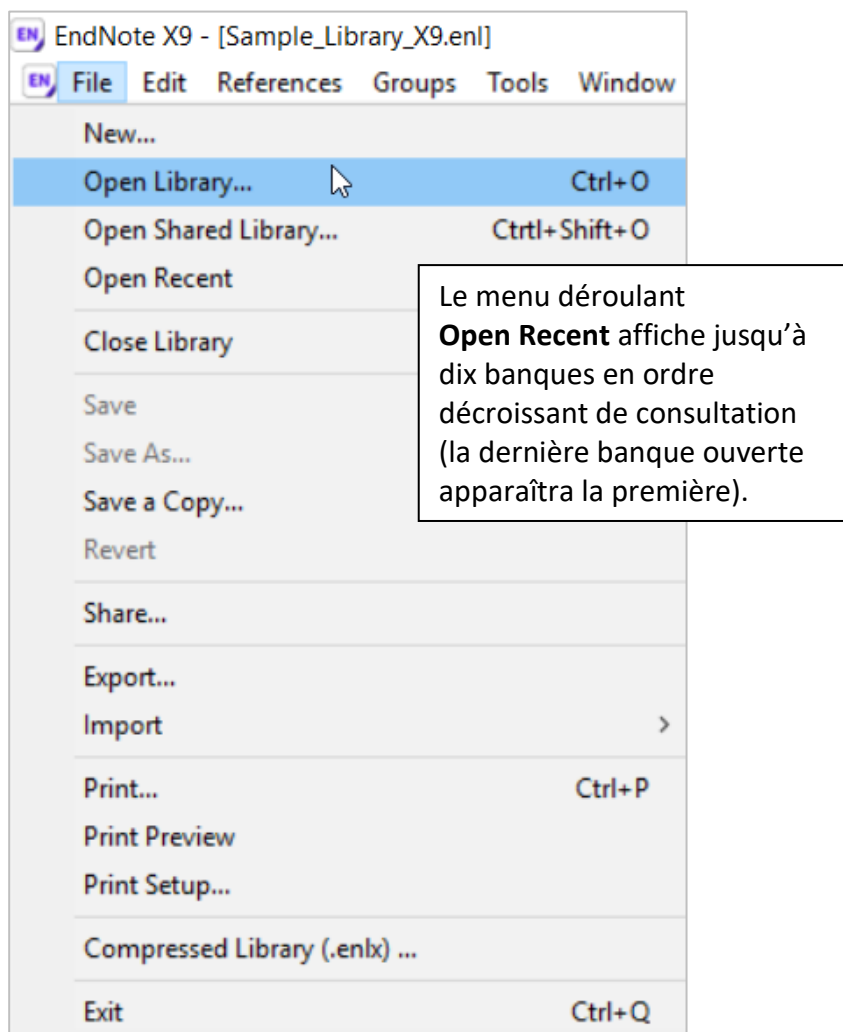 EN EndNote X9 - [Sample_Library_X9.enl]
EN File Edit References Groups Tools Window
New...
Open Library... Ctrl+O
Open Shared Library... Ctrtl+Shift+O
Open Recent
Close Library
Save
Save As...
Save a Copy...
Revert
Share...
Export...
Import >
Print... Ctrl+P
Print Preview
Print Setup...
Compressed Library (.enlx) ...
Exit Ctrl+Q
Le menu déroulant
Open Recent affiche jusqu’à
dix banques en ordre
décroissant de consultation
(la dernière banque ouverte
apparaîtra la première).